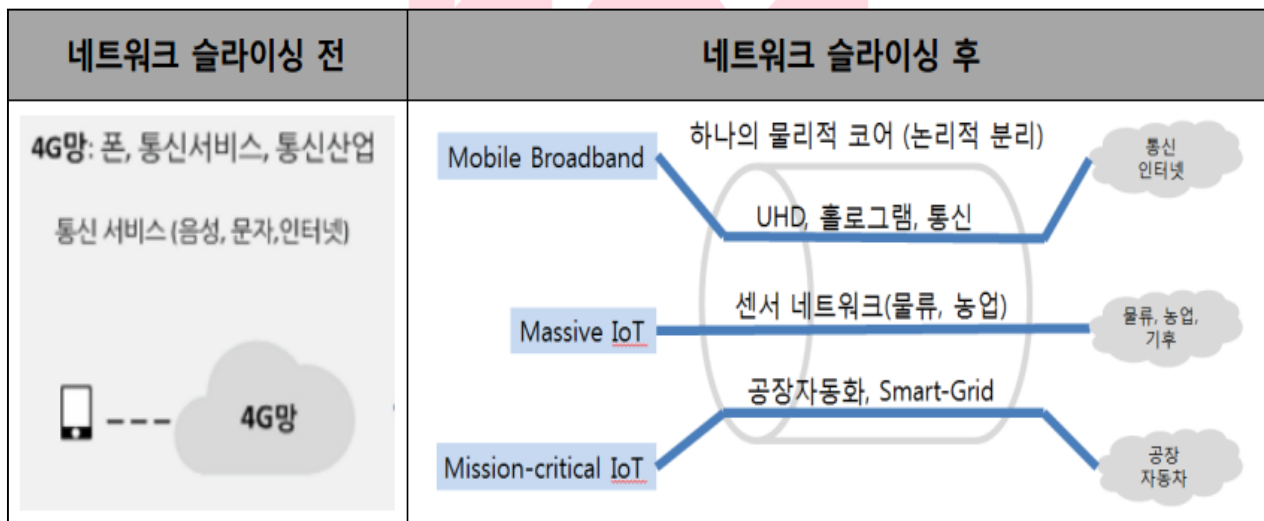 네트워크 슬라이싱 전
네트워크 슬라이싱 후
4G망: 폰, 통신서비스, 통신산업
통신 서비스 (음성, 문자,인터넷)
4G망
하나의 물리적 코어 (논리적 분리)
Mobile Broadband
UHD, 홀로그램, 통신
통신
인터넷
센서 네트워크(물류, 농업)
Massive IoT
물류, 농업,
기후
공장자동화, Smart-Grid
Mission-critical IoT
공장
자동차